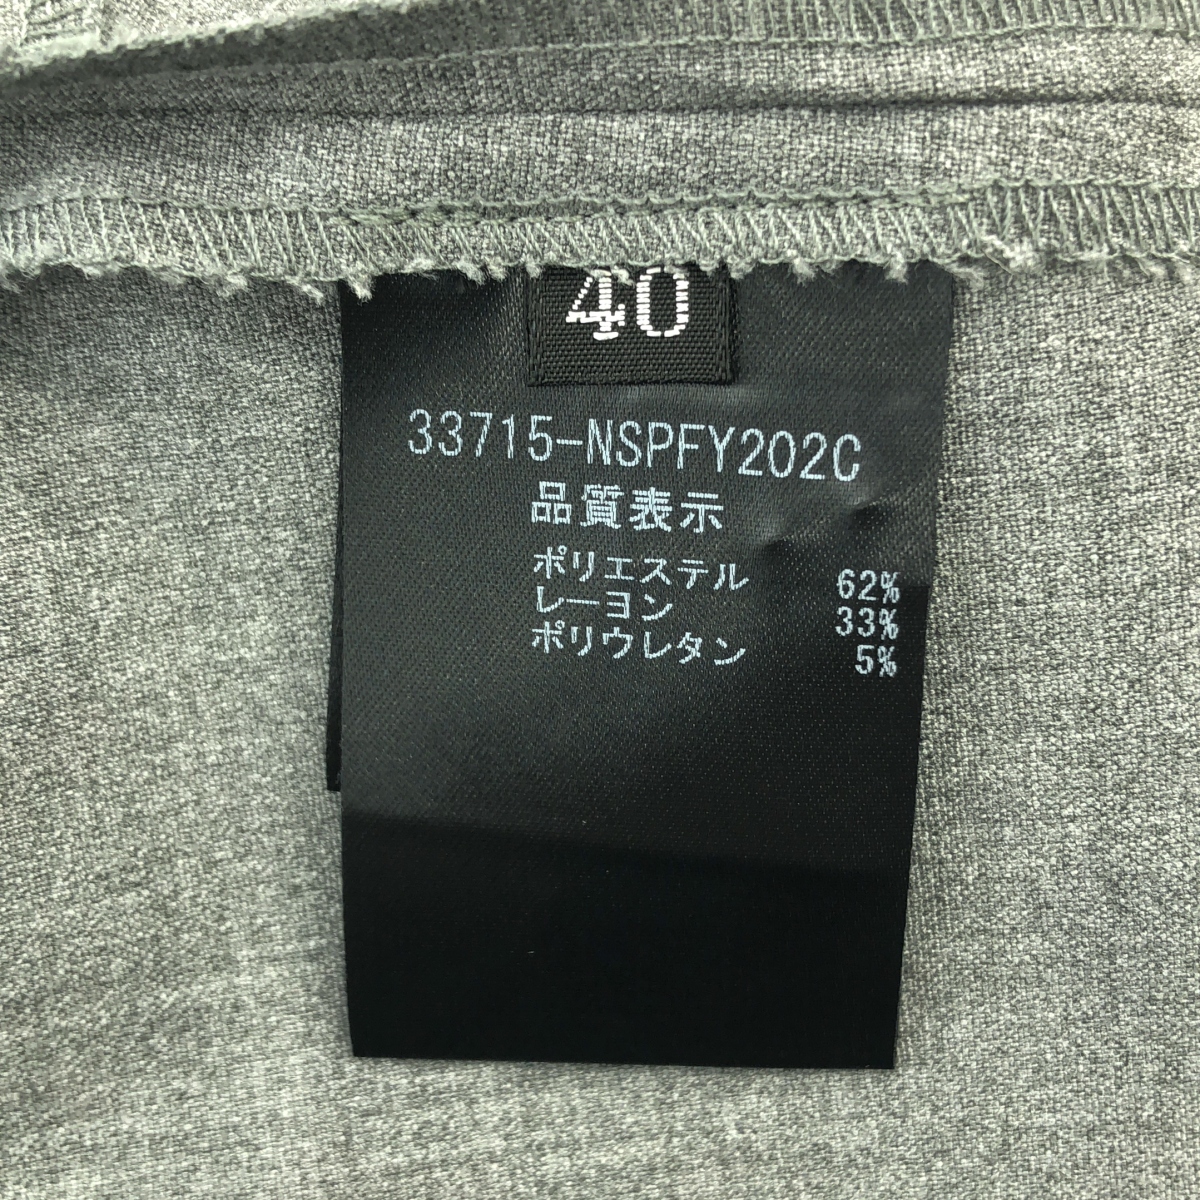 40
33715-NSPFY202C
品質表示
ポリエステル 62%
レーヨン 33%
ポリウレタン 5%